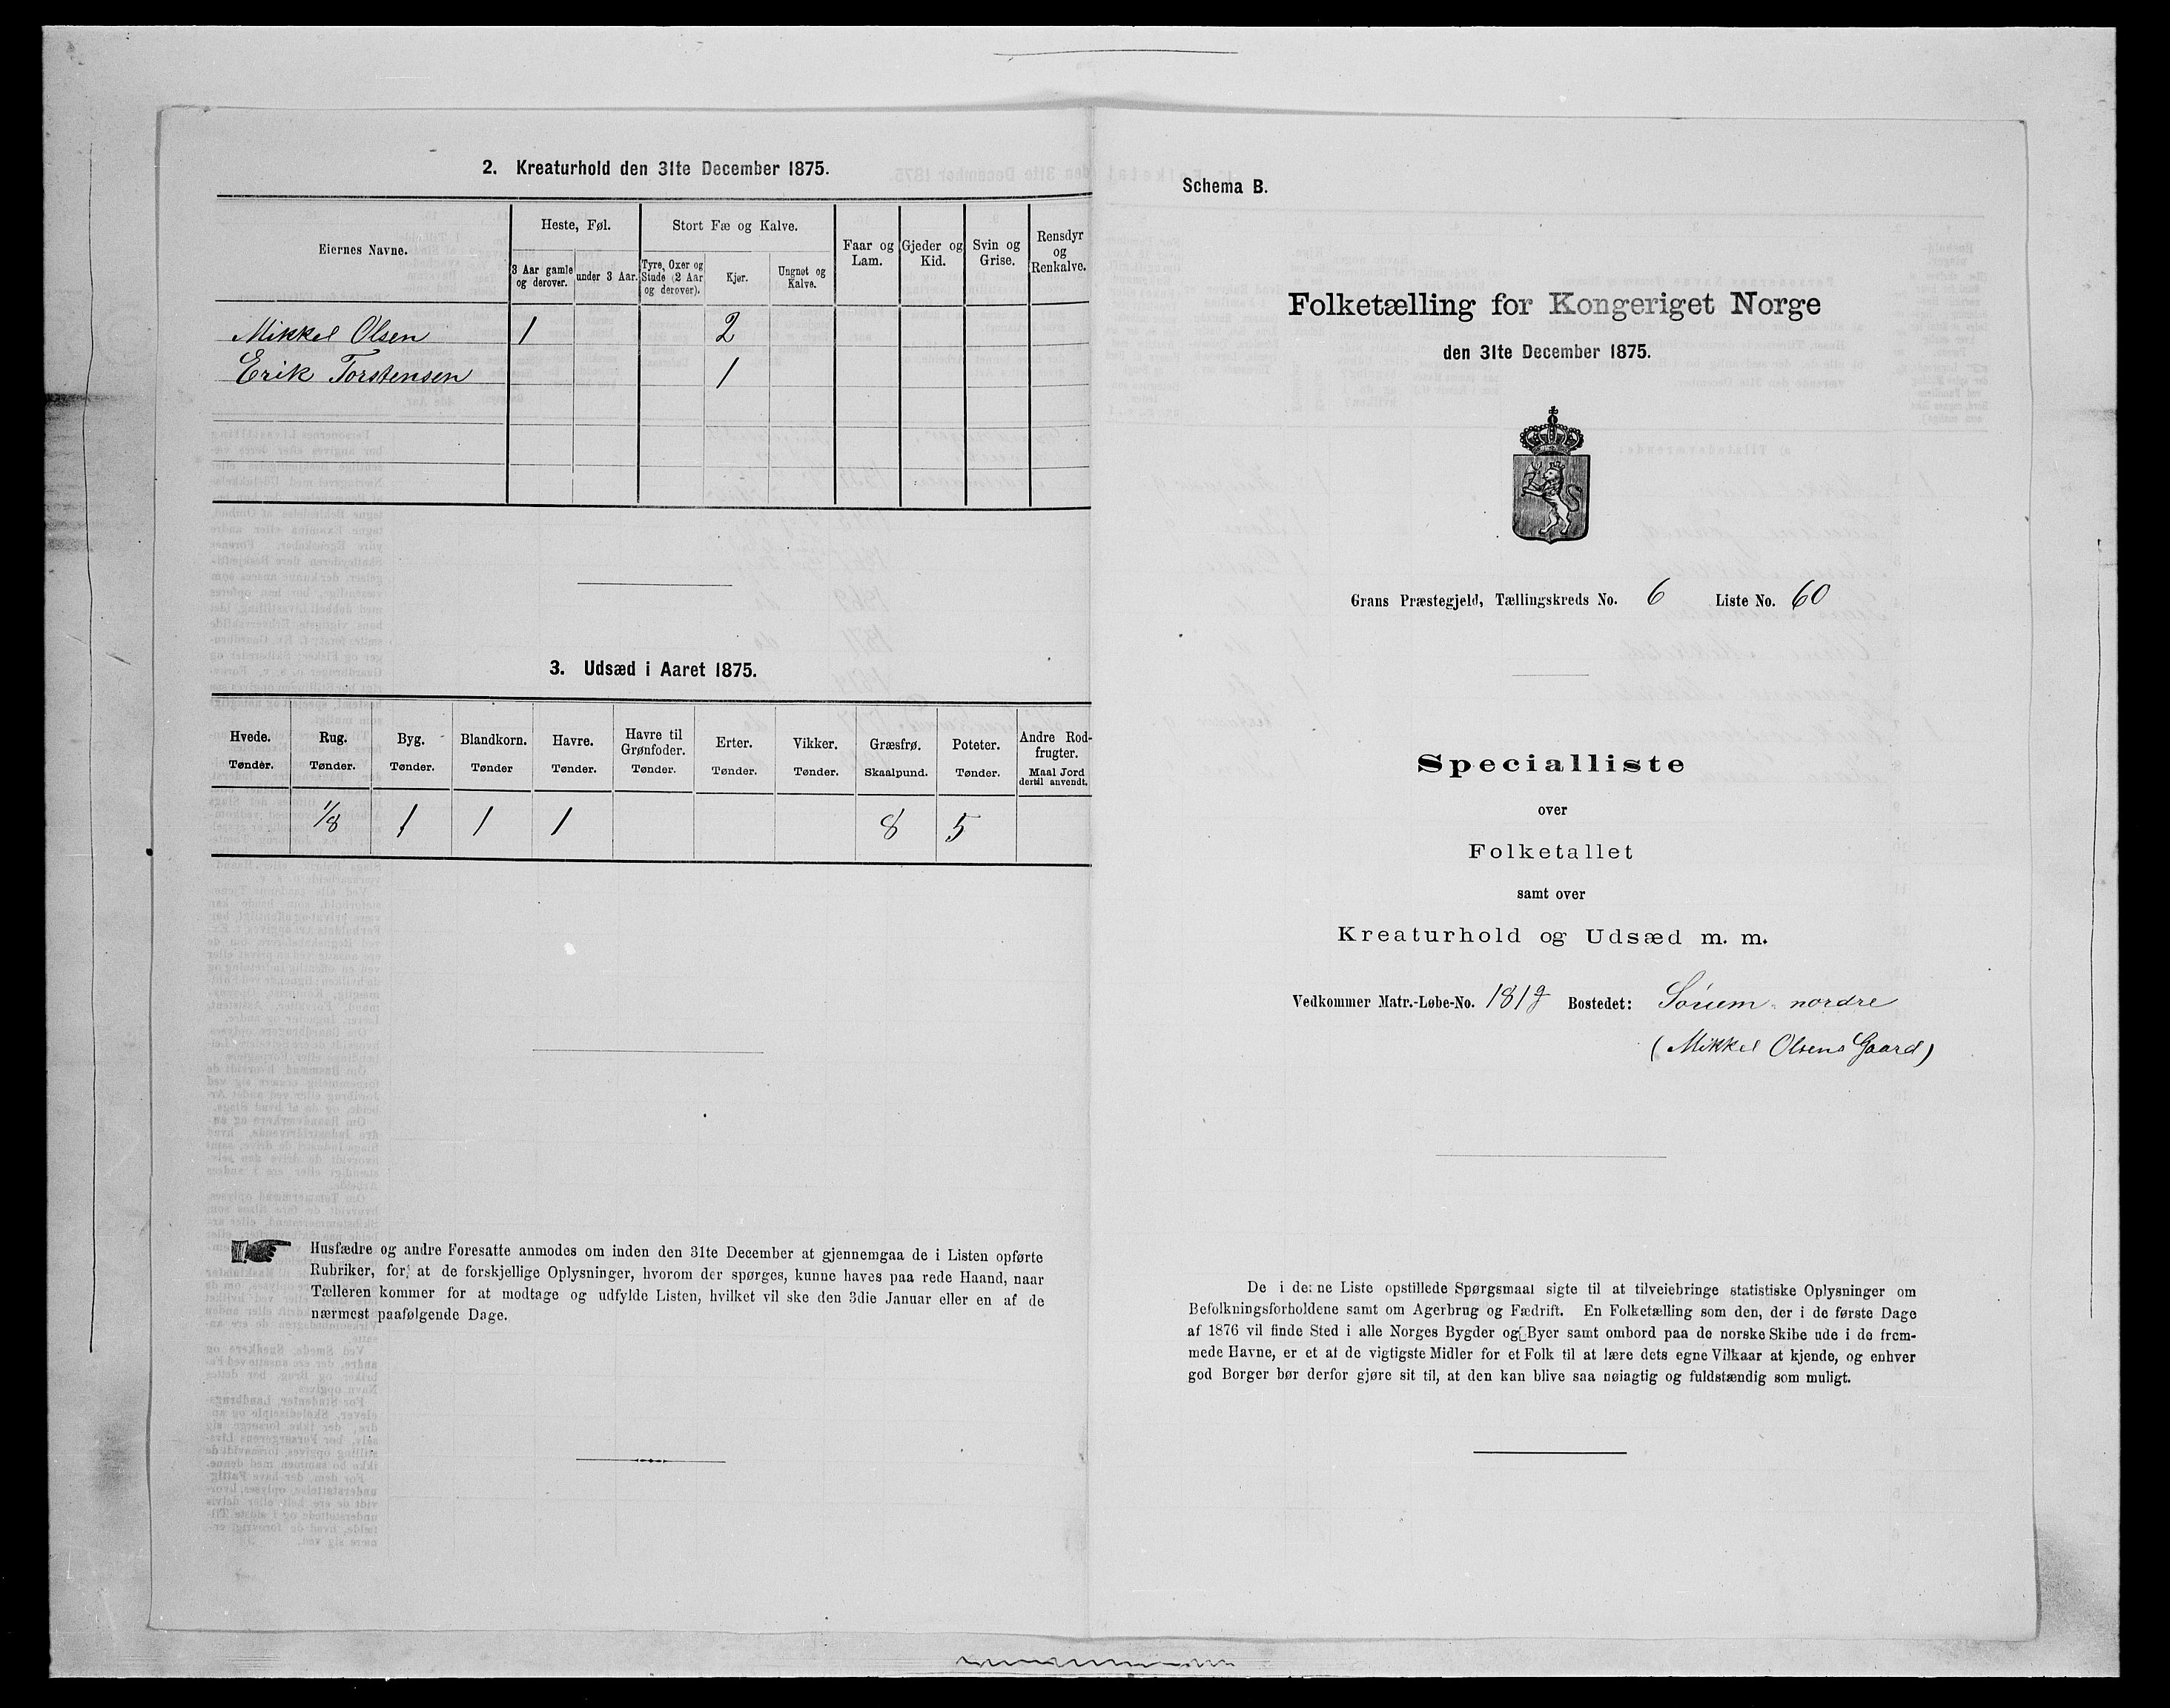 2. Kreaturhold den 31te December 1875.
Eiernes Navne.
Heste, Føl.
Stort Fæ og Kalve.
Faar og Lam.
Gjeder og Kid.
Svin og Grise.
Rensdyr og Renkalve.
3 Aar gamle og derover.
under 3 Aar.
Tyre, Oxer og Stude (2 Aar og derover).
Kjør.
Ungnøt og Kalve.
Mikkel Olsen 1 2
Erik Torstensen 1
3. Udsæd i Aaret 1875.
Hvede. Rug. Byg. Blandkorn. Havre. Havre til Grønfoder. Erter. Vikker. Græsfrø. Poteter. Andre Rodfrugter.
Tønder. Tønder. Tønder. Tønder Tønder. Tønder. Tønder. Tønder. Skaalpund. Tønder. Maal Jord dertil anvendt.
1/8 1 1 1 8 5
Husfædre og andre Foresatte anmodes om inden den 31te December at gjennemgaa de i Listen opførte
Rubriker, for at de forskjellige Oplysninger, hvorom der spørges, kunne haves paa rede Haand, naar
Tælleren kommer for at modtage og udfylde Listen, hvilket vil ske den 3die Januar eller en af de
nærmest paafølgende Dage.
Schema B.
Folketælling for Kongeriget Norge
den 31te December 1875.
Grans Præstegjeld, Tællingskreds No. 6 Liste No. 60
Specialliste
over
Folketallet
samt over
Kreaturhold og Udsæd m. m.
Vedkommer Matr.-Løbe-No. 181g Bostedet: nordre
(Mikkel Olsens Gaard)
De i denne Liste opstillede Spørgsmaal sigte til at tilveiebringe statistiske Oplysninger om
Befolkningsforholdene samt om Agerbrug og Fædrift. En Folketælling som den, der i de første Dage
af 1876 vil finde Sted i alle Norges Bygder og Byer samt ombord paa de norske Skibe ude i de frem-
mede Havne, er et af de vigtigste Midler for et Folk til at lære dets egne Vilkaar at kjende, og enhver
god Borger bør derfor gjøre sit til, at den kan blive saa nøiagtig og fuldstændig som muligt.